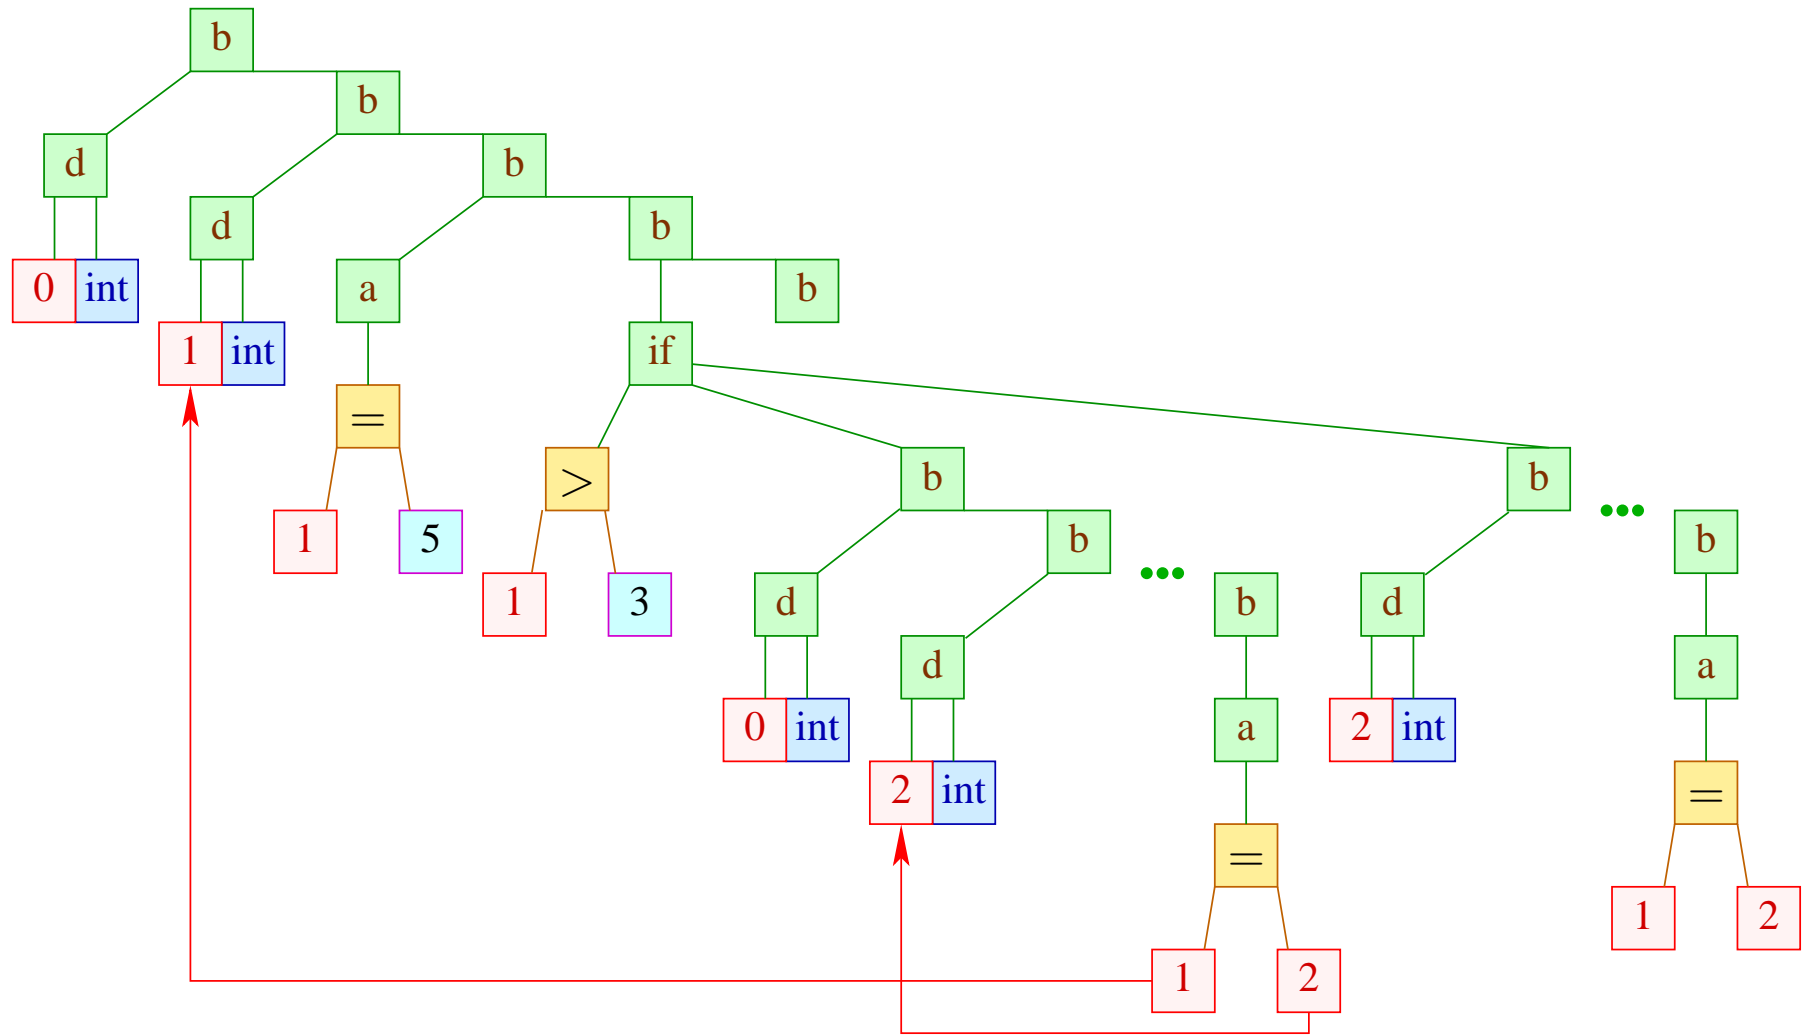 b
b
d b
d b
0 int a b
1 int if
=
> b b
1 5 b b
1 3 d b d
d a
0 int a 2 int
2 int =
=
1 2
1 2